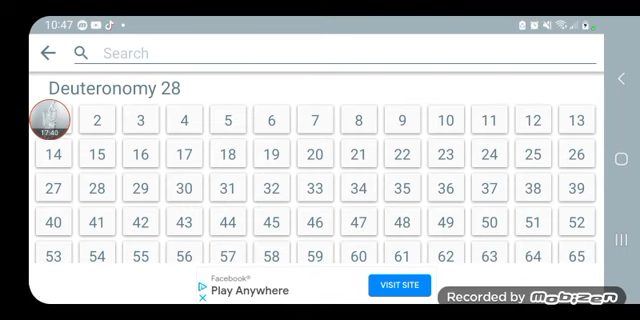 10:47
Search
Deuteronomy 28
17:40 2 3 4 5 6 7 8 9 10 11 12 13
14 15 16 17 18 19 20 21 22 23 24 25 26
27 28 29 30 31 32 33 34 35 36 37 38 39
40 41 42 43 44 45 46 47 48 49 50 51 52
53 54 55 56 57 58 59 60 61 62 63 64 65
Facebook®
Play Anywhere
VISIT SITE
Recorded by Mobizen